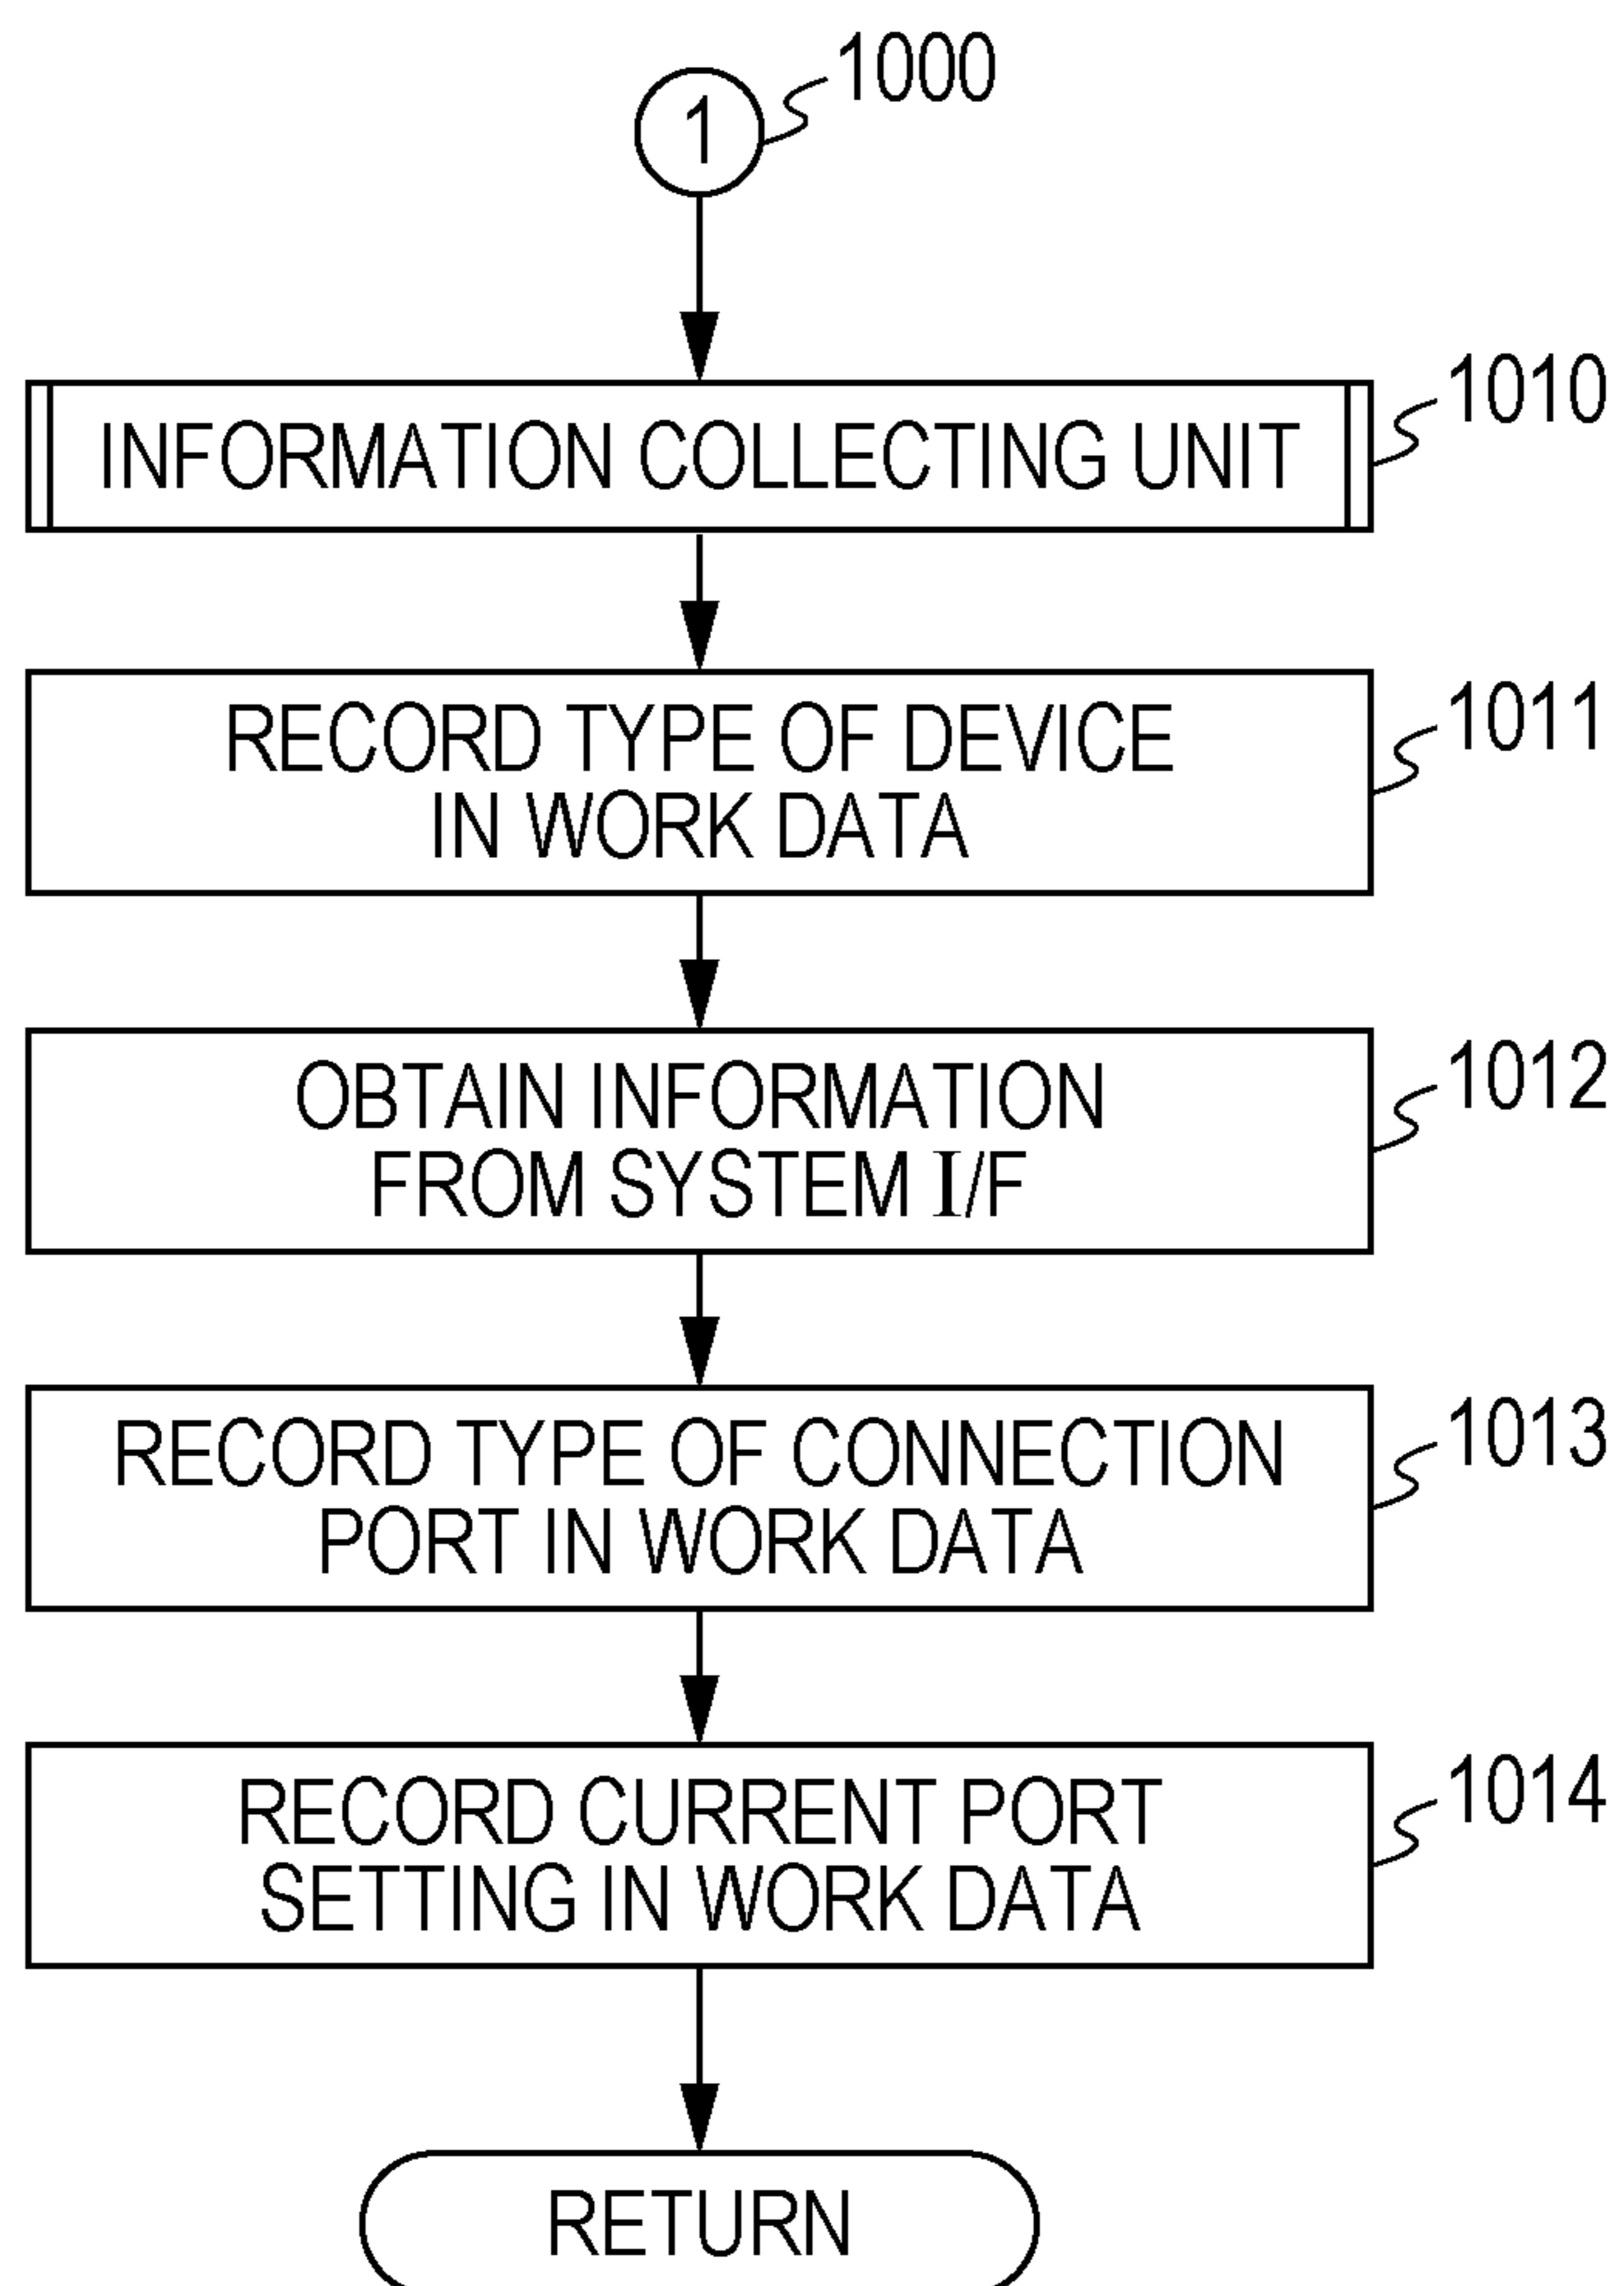 1
1000
INFORMATION COLLECTING UNIT
1010
RECORD TYPE OF DEVICE
IN WORK DATA
1011
OBTAIN INFORMATION
FROM SYSTEM I/F
1012
RECORD TYPE OF CONNECTION
PORT IN WORK DATA
1013
RECORD CURRENT PORT
SETTING IN WORK DATA
1014
RETURN